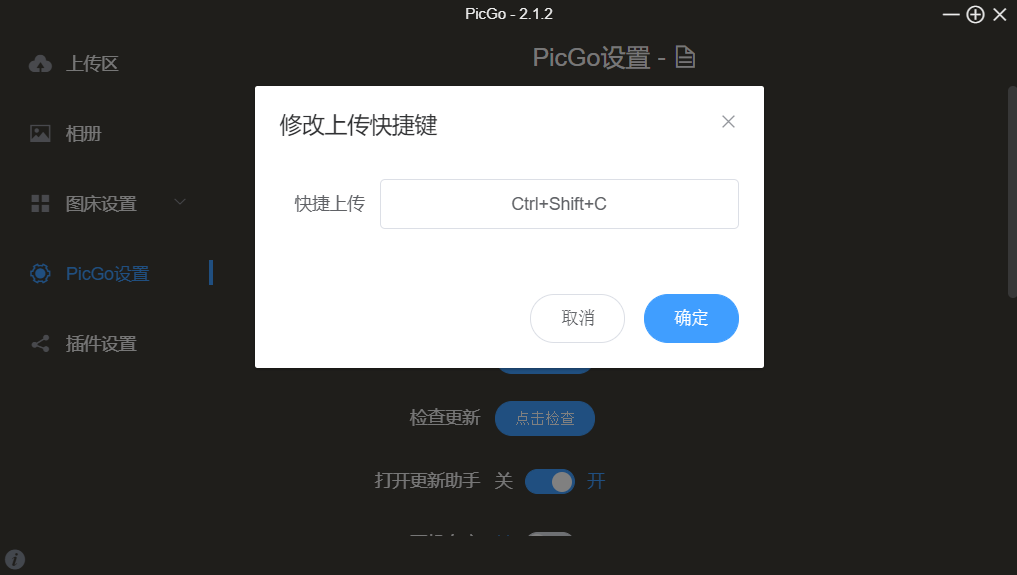 PicGo - 2.1.2
上传区
相册
图床设置
PicGo设置
插件设置
PicGo设置 -
修改上传快捷键
快捷上传 Ctrl+Shift+C
取消 确定
检查更新 点击检查
打开更新助手 关 开